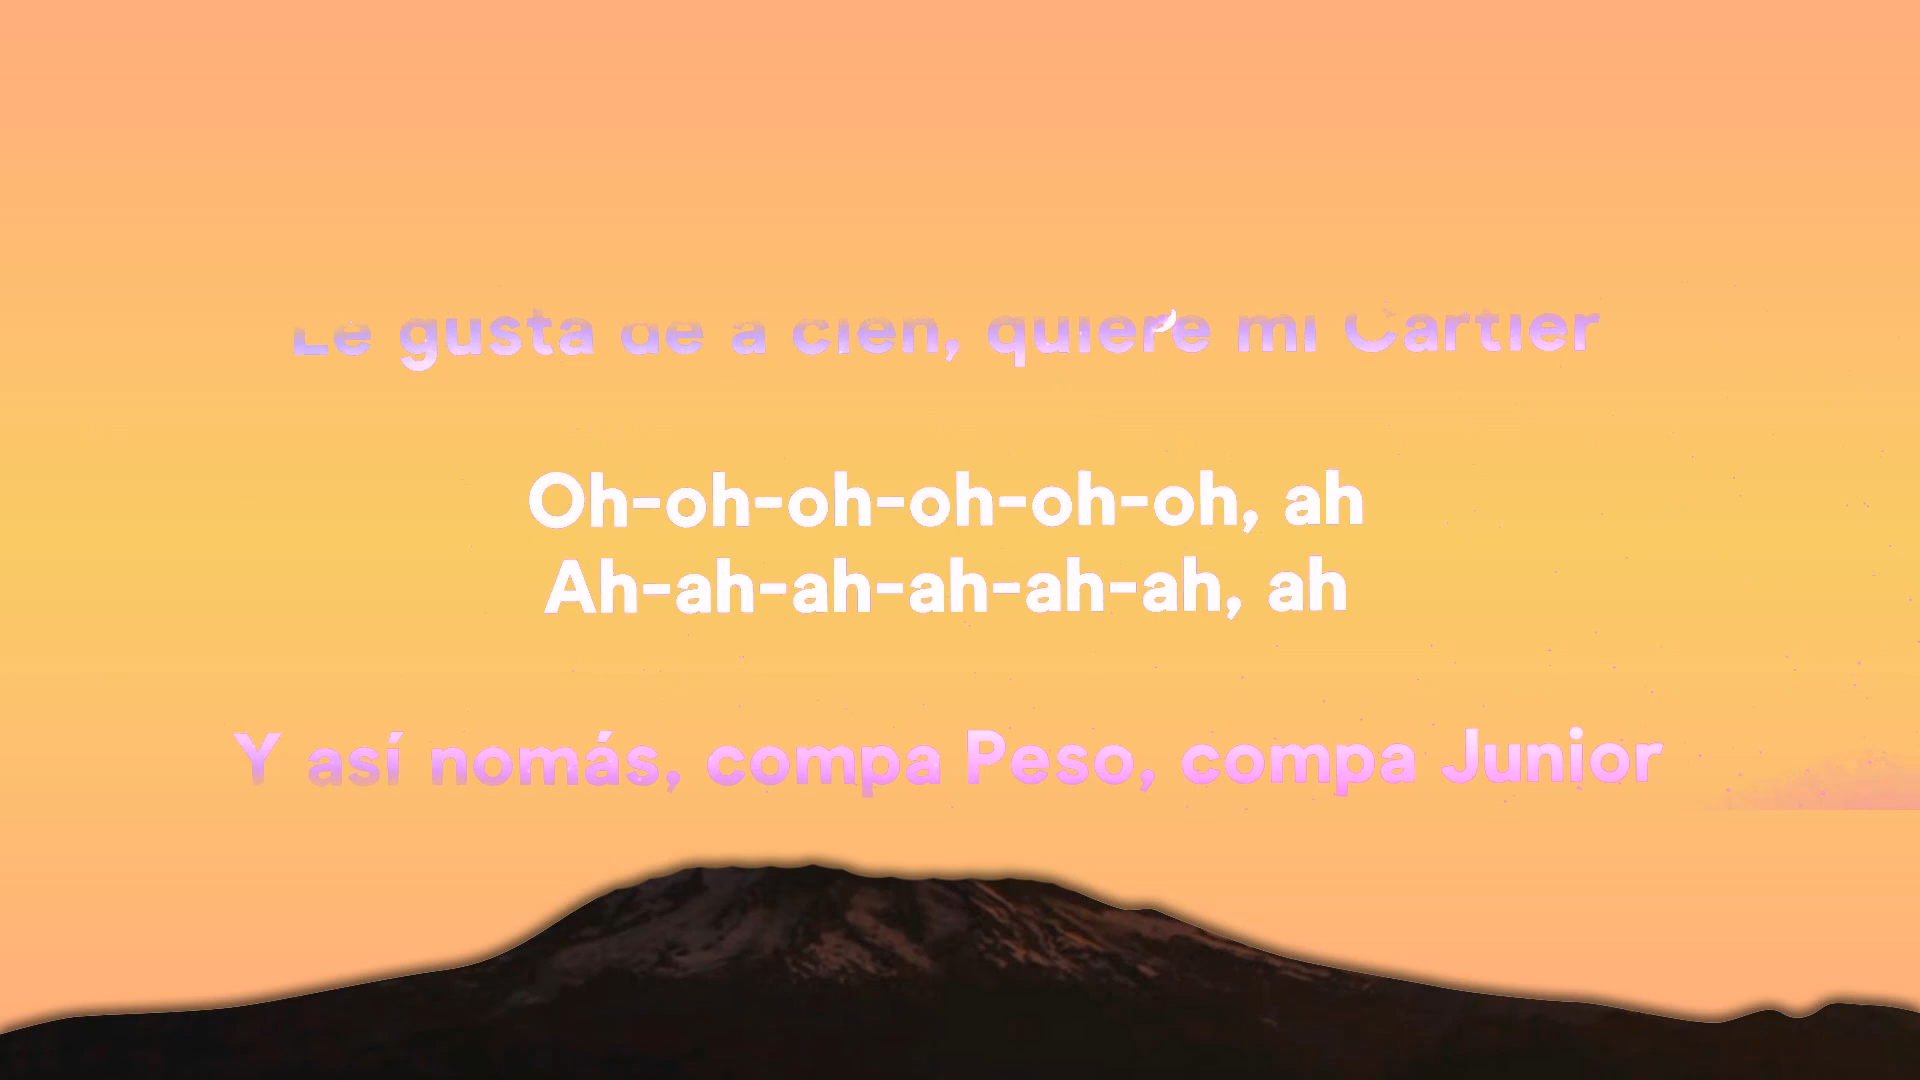 Le gusta de a cien, quiere mi Cartier
Oh-oh-oh-oh-oh-oh, ah
Ah-ah-ah-ah-ah-ah, ah
Y así nomás, compa Peso, compa Junior